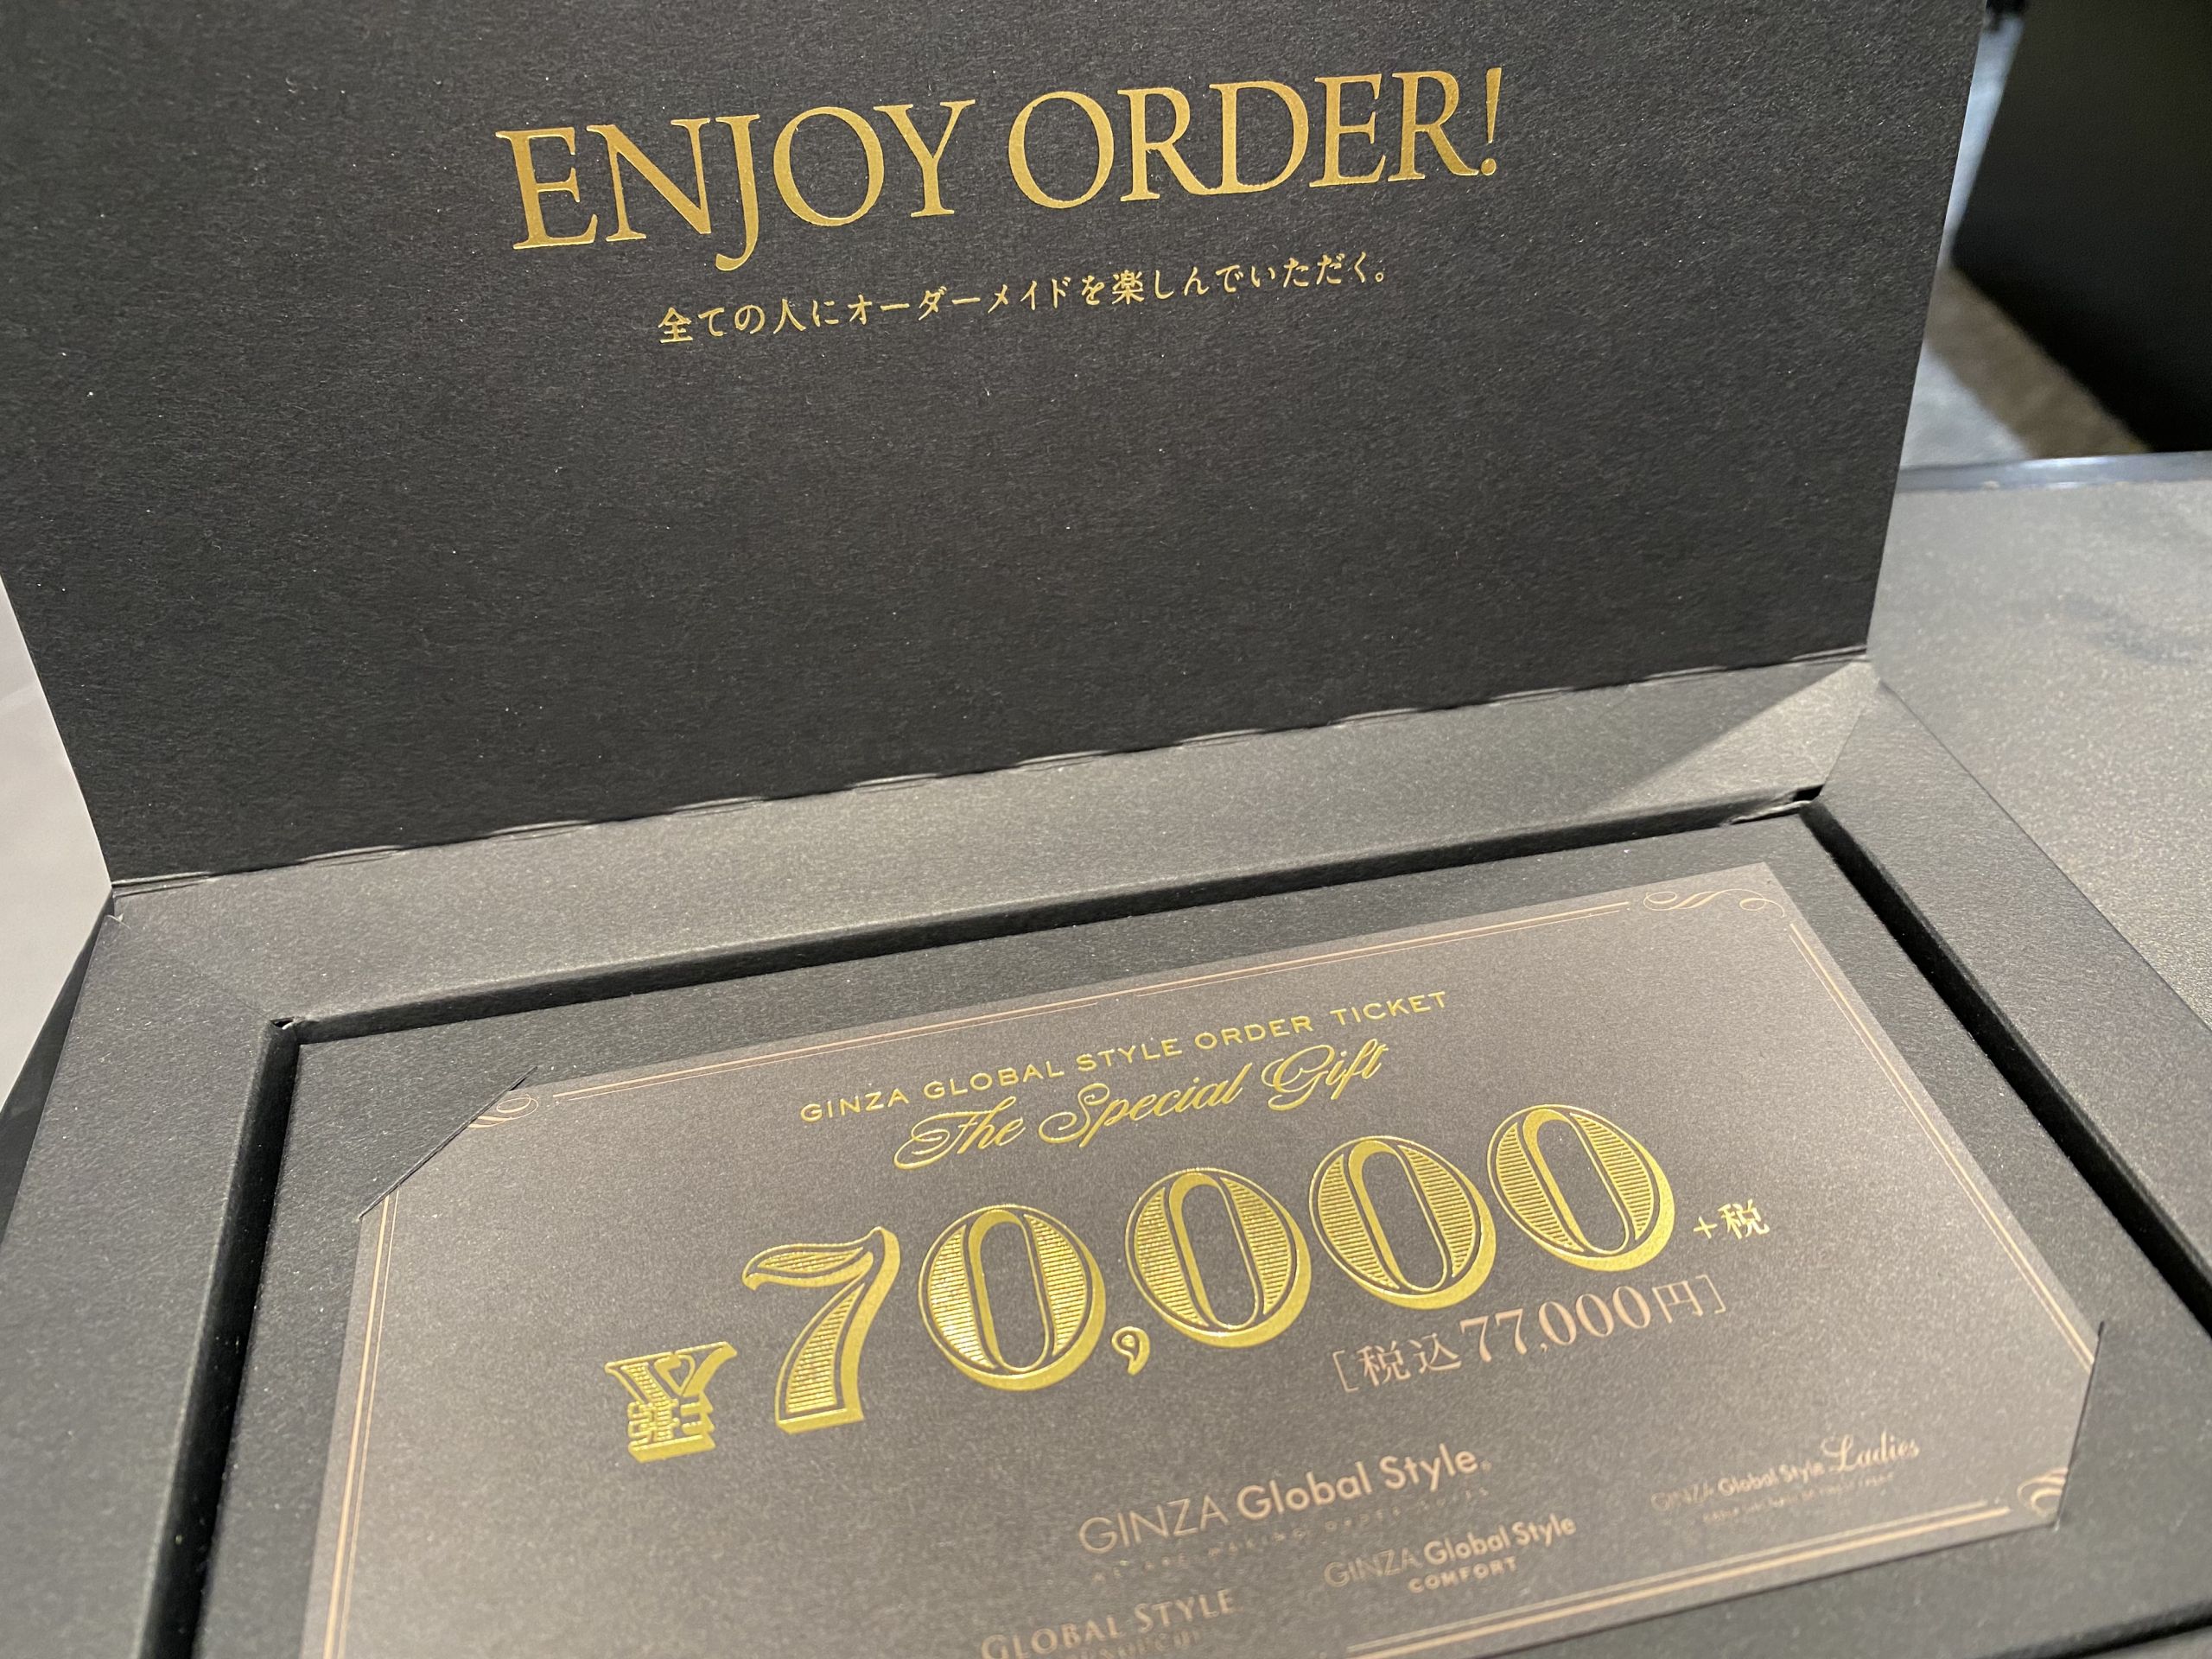 ENJOY ORDER!
全ての人にオーダーメイドを楽しんでいただく。
GINZA GLOBAL STYLE ORDER TICKET
The Special Gift
¥70,000+税
[税込77,000円]
GINZA Global Style.
GINZA Global Style Ladies
GINZA Global Style
COMFORT
GLOBAL STYLE